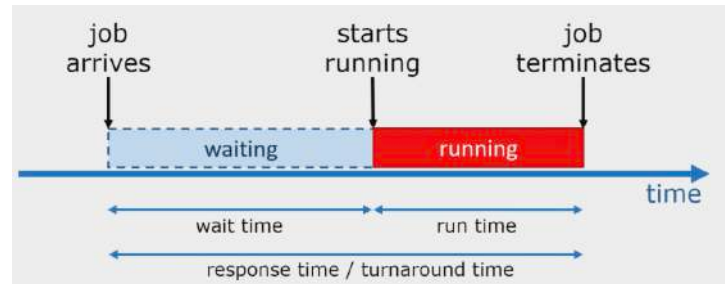 job
arrives
starts
running
job
terminates
waiting
running
time
wait time
run time
response time / turnaround time